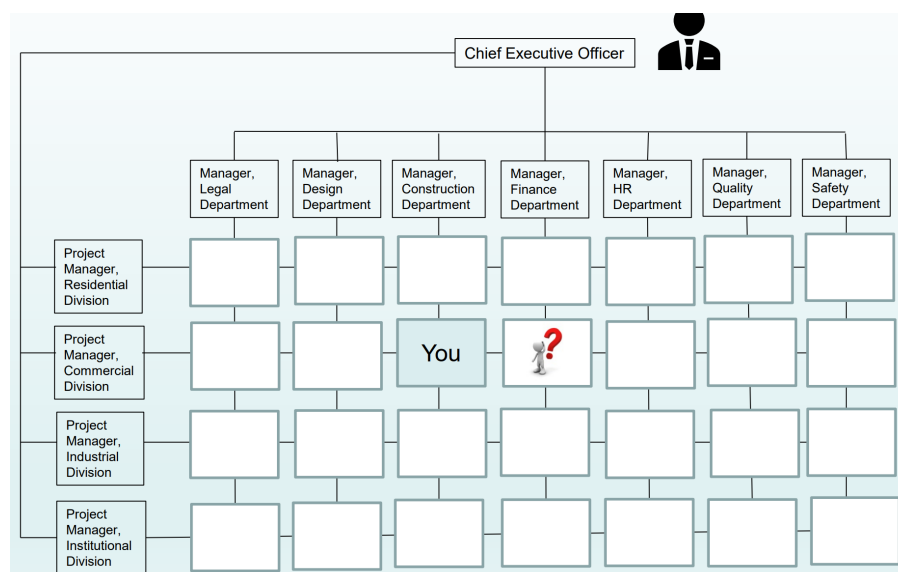 Chief Executive Officer
Manager,
Legal
Department
Manager,
Design
Department
Manager,
Construction
Department
Manager,
Finance
Department
Manager,
HR
Department
Manager,
Quality
Department
Manager,
Safety
Department
Project
Manager,
Residential
Division
Project
Manager,
Commercial
Division
You
?
Project
Manager,
Industrial
Division
Project
Manager,
Institutional
Division